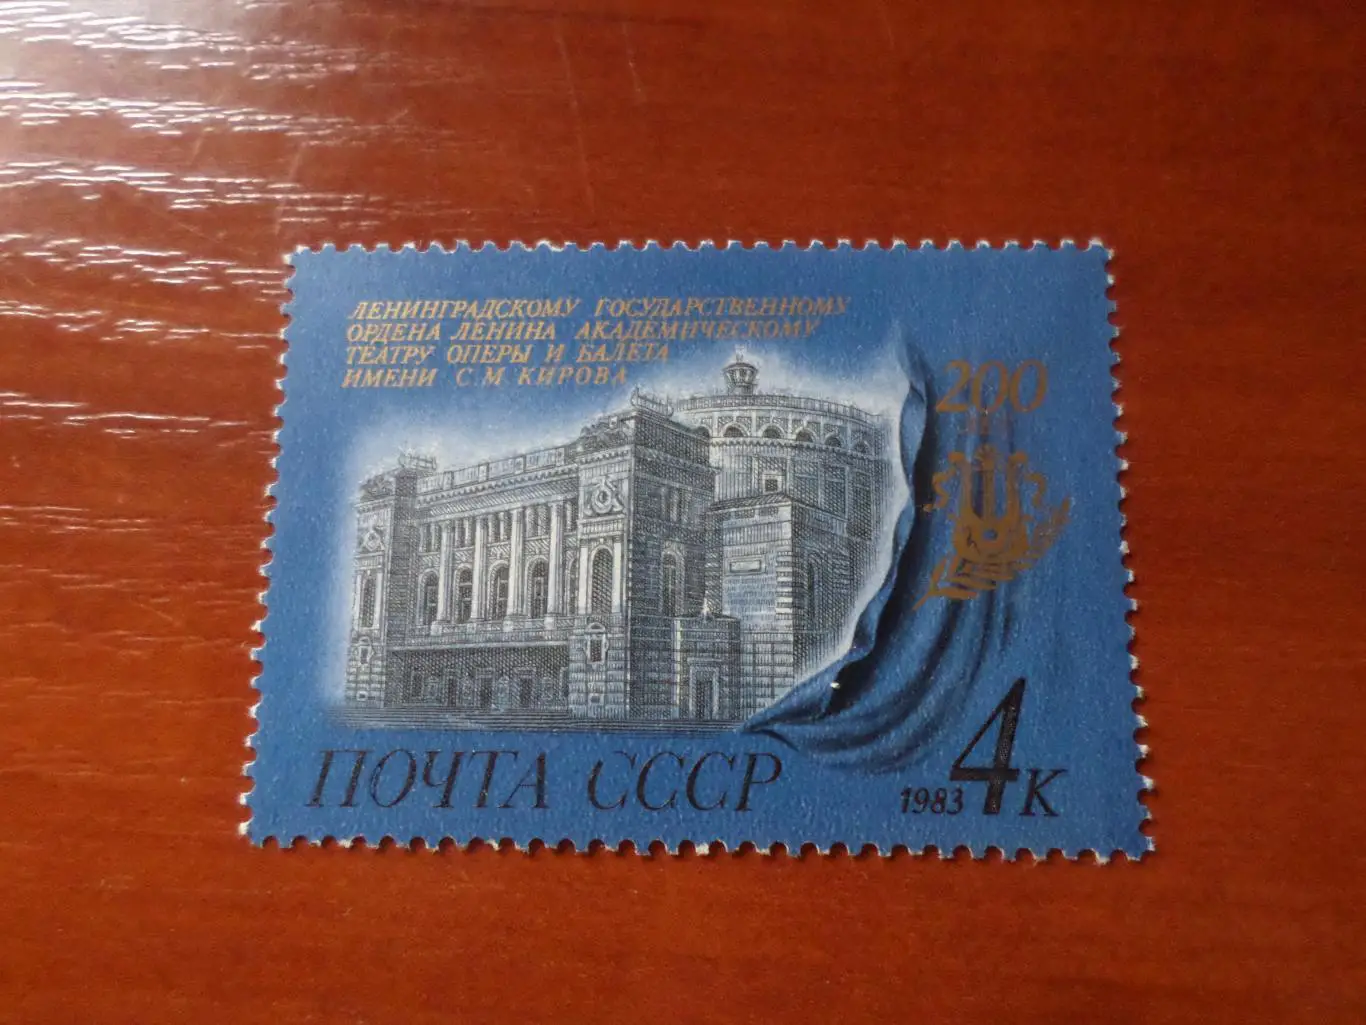 ЛЕНИНГРАДСКОМУ ГОСУДАРСТВЕННОМУ
ОРДЕНА ЛЕНИНА АКАДЕМИЧЕСКОМУ
ТЕАТРУ ОПЕРЫ И БАЛЕТА
ИМЕНИ С.М.КИРОВА
200
ПОЧТА СССР
1983 4К